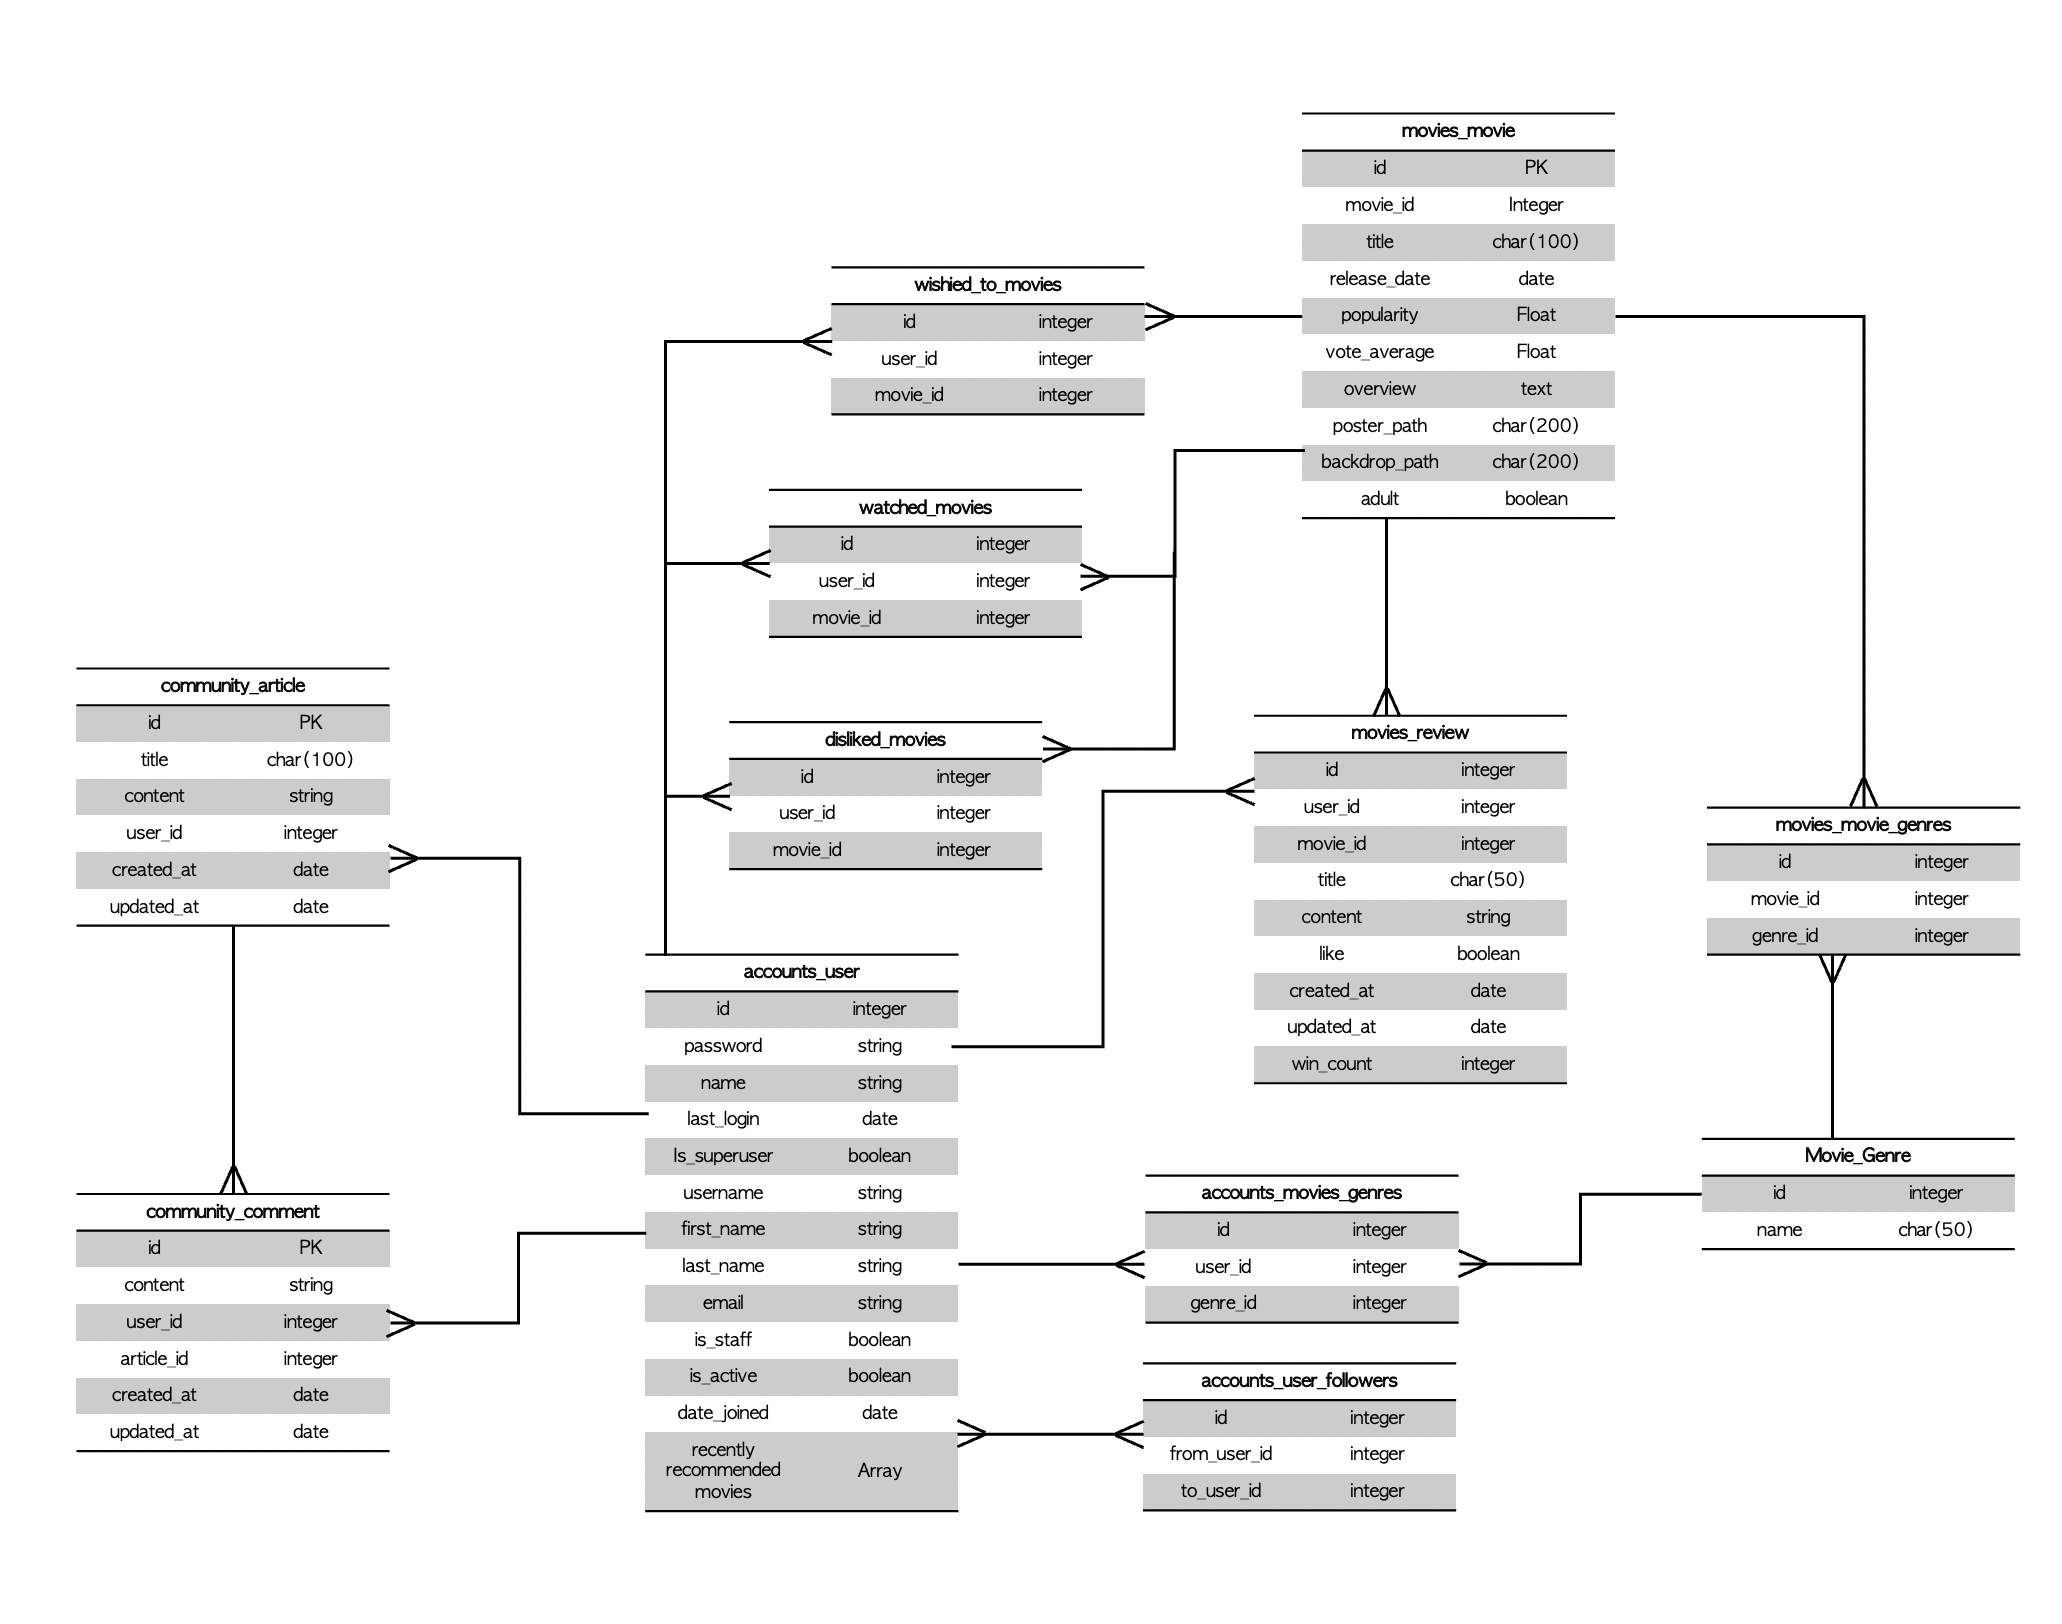 movies_movie
id PK
movie_id Integer
title char(100)
release_date date
popularity Float
vote_average Float
overview text
poster_path char(200)
backdrop_path char(200)
adult boolean
wishied_to_movies
id integer
user_id integer
movie_id integer
watched_movies
id integer
user_id integer
movie_id integer
community_article
id PK
title char(100)
content string
user_id integer
created_at date
updated_at date
disliked_movies
id integer
user_id integer
movie_id integer
movies_review
id integer
user_id integer
movie_id integer
title char(50)
content string
like boolean
created_at date
updated_at date
win_count integer
movies_movie_genres
id integer
movie_id integer
genre_id integer
accounts_user
id integer
password string
name string
last_login date
Is_superuser boolean
username string
first_name string
last_name string
email string
is_staff boolean
is_active boolean
date_joined date
recently
recommended Array
movies
community_comment
id PK
content string
user_id integer
article_id integer
created_at date
updated_at date
accounts_movies_genres
id integer
user_id integer
genre_id integer
Movie_Genre
id integer
name char(50)
accounts_user_followers
id integer
from_user_id integer
to_user_id integer